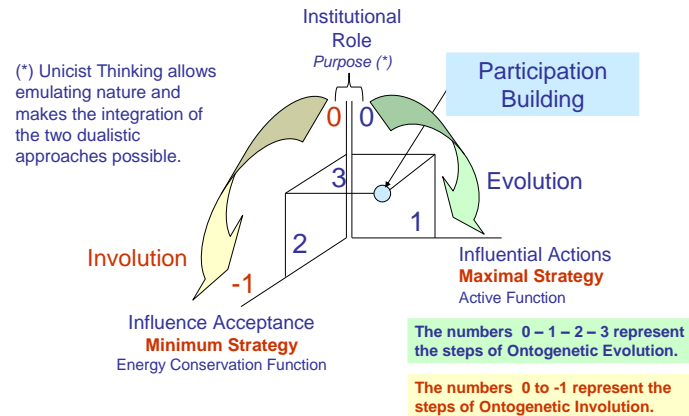 Institutional
Role
Purpose (*)
(*) Unicist Thinking allows
emulating nature and
makes the integration of
the two dualistic
approaches possible.
Participation
Building
0 0
3
Evolution
1
2
Involution
-1
Influential Actions
Maximal Strategy
Active Function
Influence Acceptance
Minimum Strategy
Energy Conservation Function
The numbers 0 – 1 – 2 – 3 represent
the steps of Ontogenetic Evolution.
The numbers 0 to -1 represent the
steps of Ontogenetic Involution.